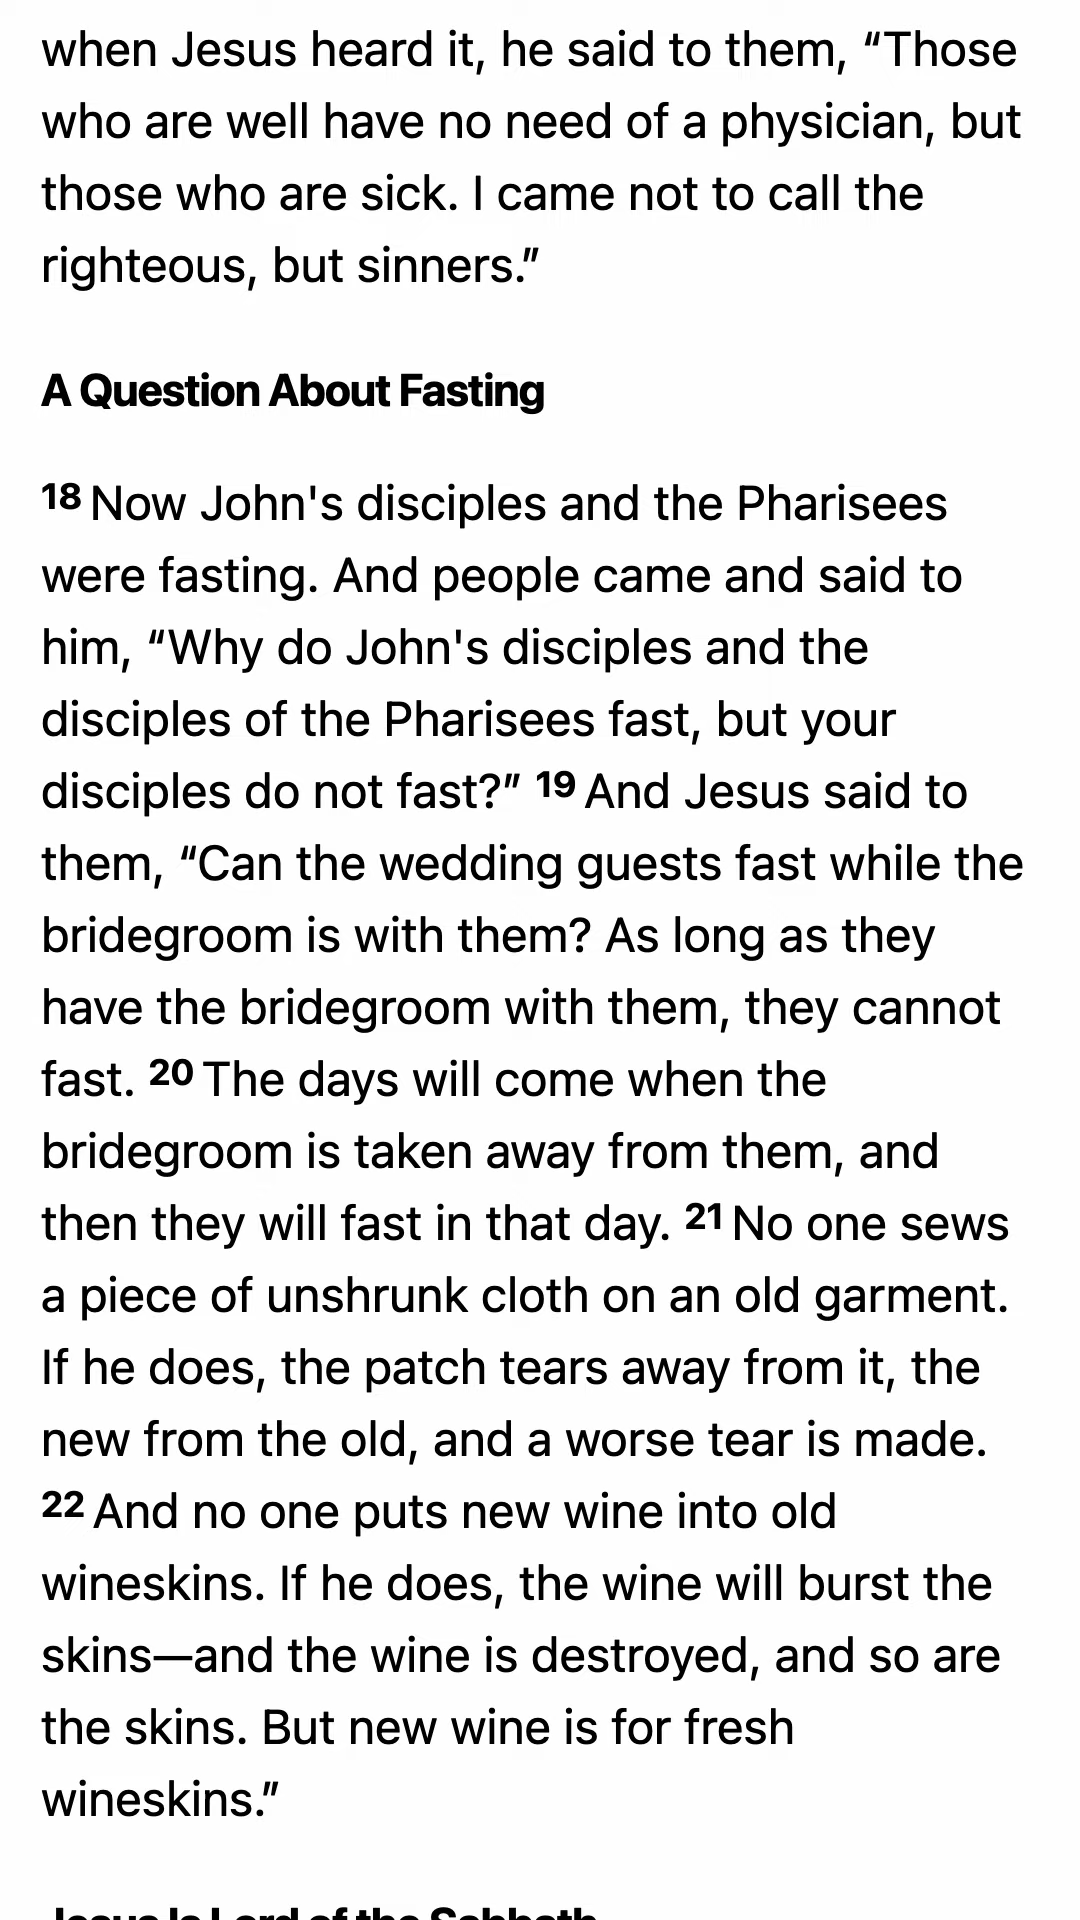 when Jesus heard it, he said to them, “Those
who are well have no need of a physician, but
those who are sick. I came not to call the
righteous, but sinners.”
A Question About Fasting
18 Now John's disciples and the Pharisees
were fasting. And people came and said to
him, “Why do John's disciples and the
disciples of the Pharisees fast, but your
disciples do not fast?” 19 And Jesus said to
them, “Can the wedding guests fast while the
bridegroom is with them? As long as they
have the bridegroom with them, they cannot
fast. 20 The days will come when the
bridegroom is taken away from them, and
then they will fast in that day. 21 No one sews
a piece of unshrunk cloth on an old garment.
If he does, the patch tears away from it, the
new from the old, and a worse tear is made.
22 And no one puts new wine into old
wineskins. If he does, the wine will burst the
skins—and the wine is destroyed, and so are
the skins. But new wine is for fresh
wineskins.”
Jesus Is Lord of the Sabbath